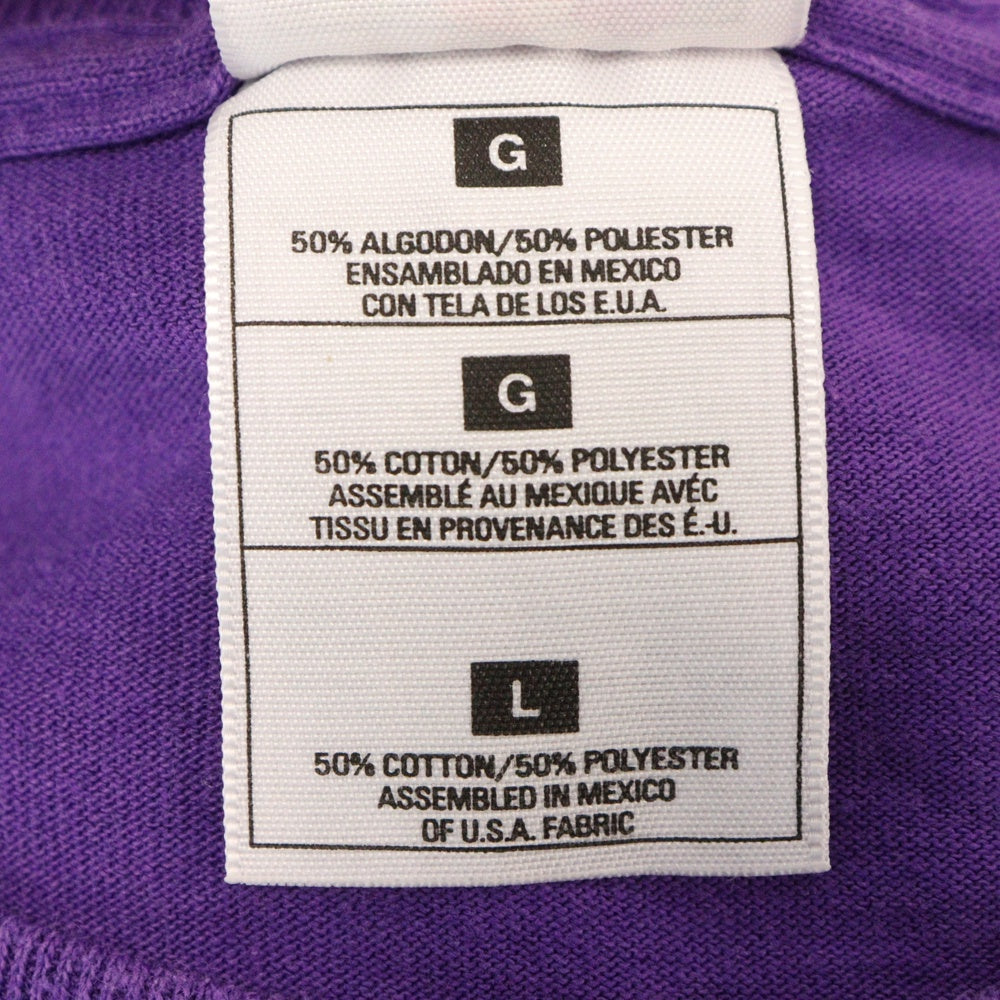 G
50% ALGODON/50% POLIESTER
ENSAMBLADO EN MEXICO
CON TELA DE LOS E.U.A.
G
50% COTON/50% POLYESTER
ASSEMBLÉ AU MEXIQUE AVÉC
TISSU EN PROVENANCE DES É.-U.
L
50% COTTON/50% POLYESTER
ASSEMBLED IN MEXICO
OF U.S.A. FABRIC